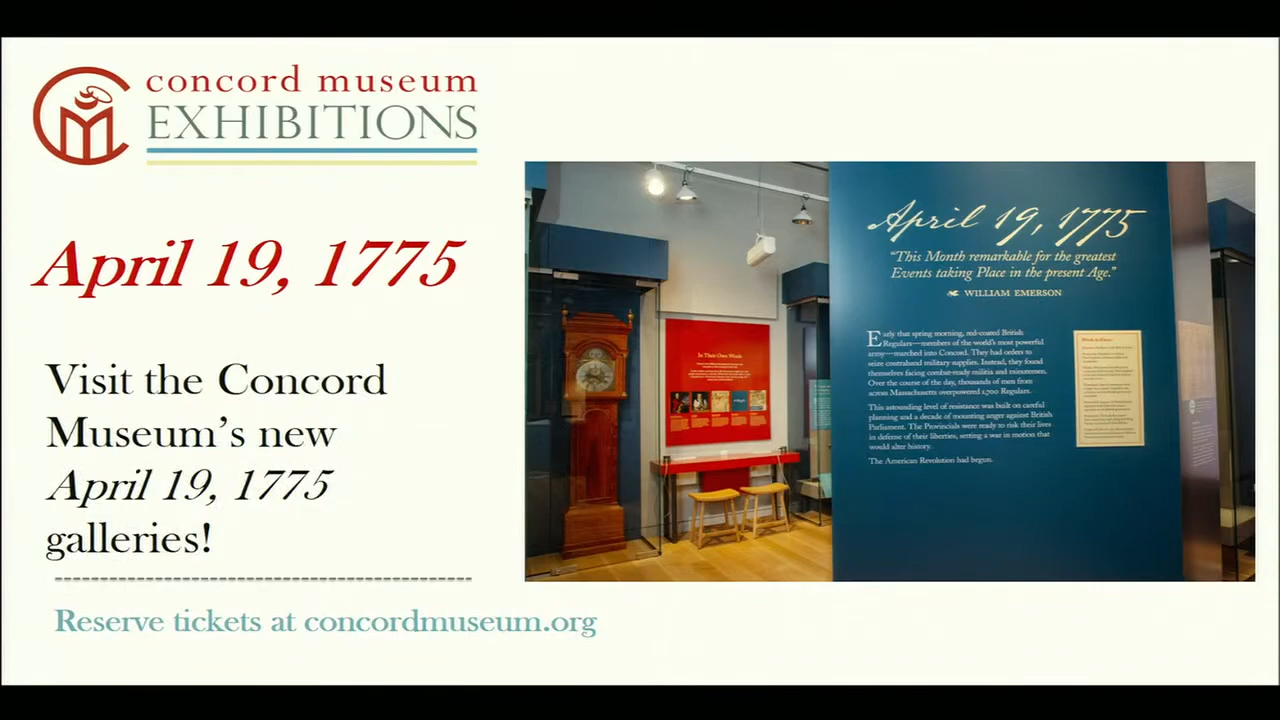 concord museum
EXHIBITIONS
April 19, 1775
Visit the Concord
Museum's new
April 19, 1775
galleries!
Reserve tickets at concordmuseum.org
In Their Own Words
April 19, 1775
“This Month remarkable for the greatest
Events taking Place in the present Age.”
WILLIAM EMERSON
Early that spring morning, red-coated British
Regulars—members of the world's most powerful
army—marched into Concord. They had orders to
seize contraband military supplies. Instead, they found
themselves facing combat-ready militia and minutemen.
Over the course of the day, thousands of men from
across Massachusetts overpowered 1,700 Regulars.
This astounding level of resistance was built on careful
planning and a decade of mounting anger against British
Parliament. The Provincials were ready to risk their lives
in defense of their liberties, setting a war in motion that
would alter history.
The American Revolution had begun.